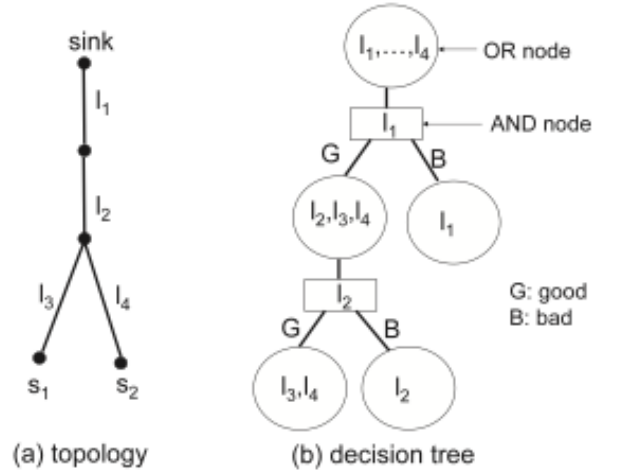 sink
l₁
l₂
l₃
l₄
s₁
s₂
(a) topology
l₁,----,l₄
OR node
l₁
AND node
G
B
l₂,l₃,l₄
l₁
l₂
G: good
B: bad
G
B
l₃,l₄
l₂
(b) decision tree